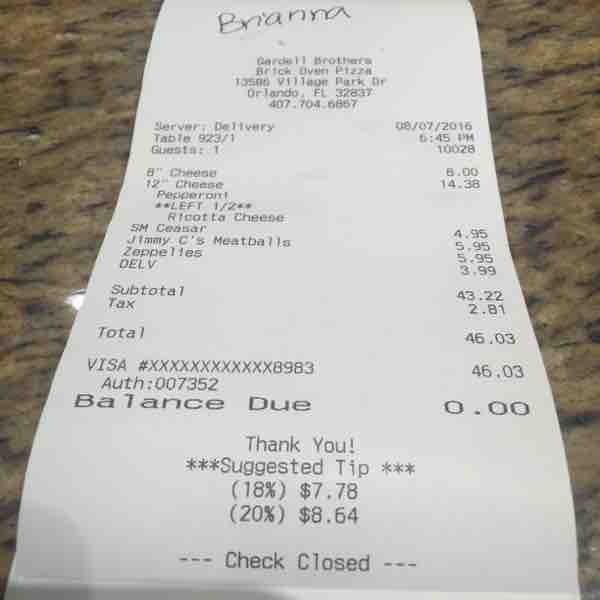 Brianna
Gardell Brothers
Brick Oven Pizza
13586 Village Park Dr
Orlando, FL 32837
407.704.6867
Server: Delivery 08/07/2016
Table 923/1 6:45 PM
Guests: 1 10028
8" Cheese 8.00
12" Cheese 14.38
Pepperoni
**LEFT 1/2**
Ricotta Cheese
SM Ceasar 4.95
Jimmy C's Meatballs 5.95
Zeppelies 5.95
DELV 3.99
Subtotal 43.22
Tax 2.81
Total 46.03
VISA #XXXXXXXXXXXX8983 46.03
Auth:007352
Balance Due 0.00
Thank You!
***Suggested Tip ***
(18%) $7.78
(20%) $8.64
--- Check Closed ---